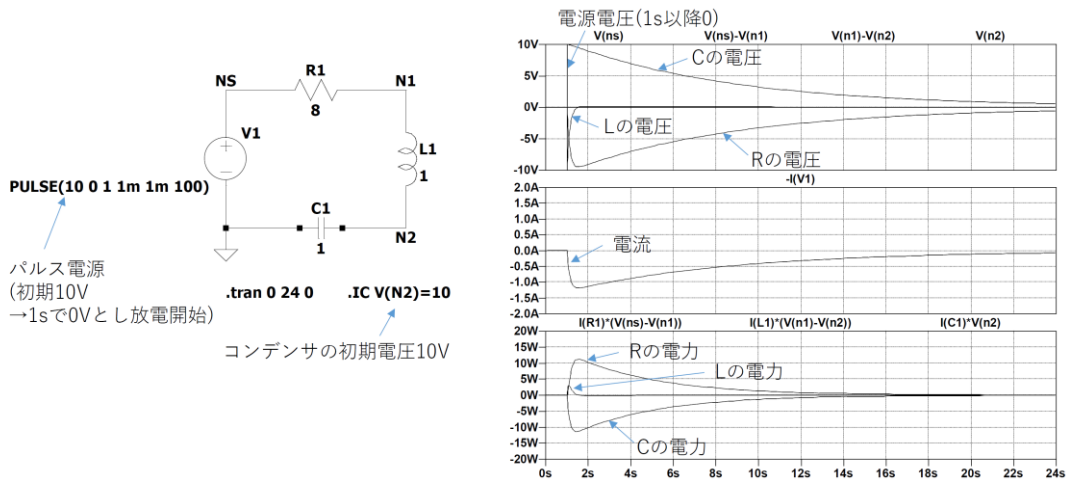 NS
R1
8
N1
V1
L1
1
PULSE(10 0 1 1m 1m 100)
C1
1
N2
パルス電源
(初期10V
→1sで0Vとし放電開始)
.tran 0 24 0
.IC V(N2)=10
コンデンサの初期電圧10V
電源電圧(1s以降0)
V(ns) V(ns)-V(n1) V(n1)-V(n2) V(n2)
10V
5V
0V
-5V
-10V
Cの電圧
Lの電圧
Rの電圧
-I(V1)
2.0A
1.5A
1.0A
0.5A
0.0A
-0.5A
-1.0A
-1.5A
-2.0A
電流
I(R1)*(V(ns)-V(n1)) I(L1)*(V(n1)-V(n2)) I(C1)*V(n2)
20W
15W
10W
5W
0W
-5W
-10W
-15W
-20W
Rの電力
Lの電力
Cの電力
0s 2s 4s 6s 8s 10s 12s 14s 16s 18s 20s 22s 24s